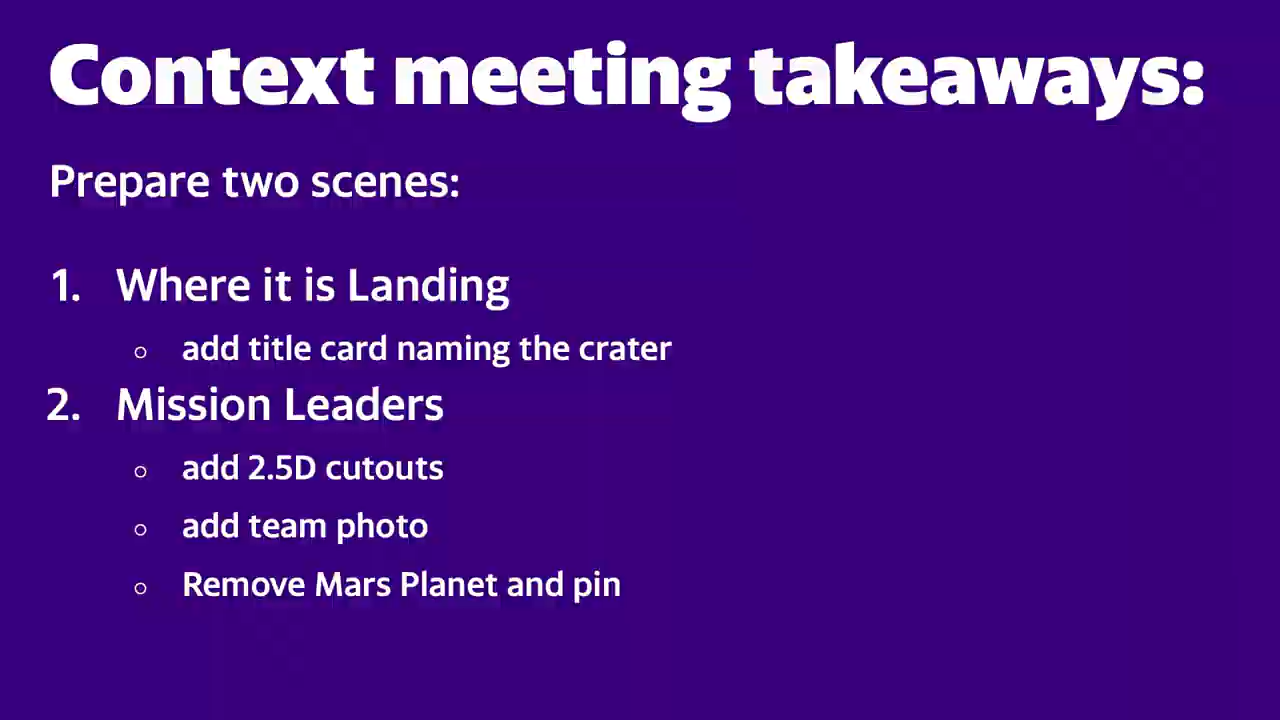 Context meeting takeaways:
Prepare two scenes:
1. Where it is Landing
○ add title card naming the crater
2. Mission Leaders
○ add 2.5D cutouts
○ add team photo
○ Remove Mars Planet and pin